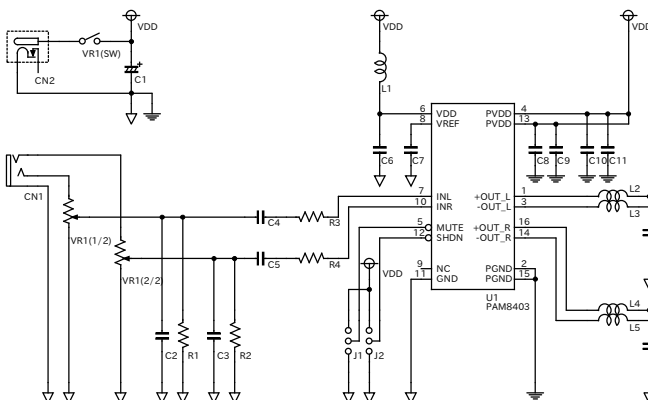 VDD
VDD
VDD
VR1(SW)
CN2
C1
+
L1
6 VDD
8 VREF
PVDD 4
PVDD 13
C6
C7
C8
C9
C10
C11
CN1
7 INL
10 INR
+OUT_L 1
-OUT_L 3
L2
L3
C4
R3
5 MUTE
12 SHDN
+OUT_R 16
-OUT_R 14
VR1(1/2)
VR1(2/2)
C5
R4
VDD
9 NC
11 GND
PGND 2
PGND 15
U1
PAM8403
L4
L5
C2
R1
C3
R2
J1
J2